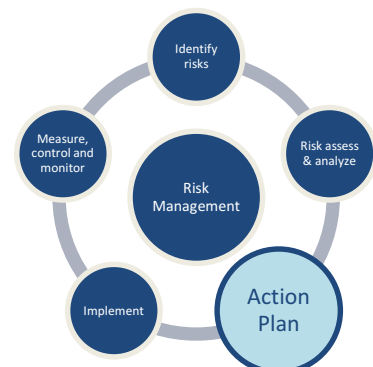 Identify
risks
Risk assess
& analyze
Action
Plan
Implement
Measure,
control and
monitor
Risk
Management